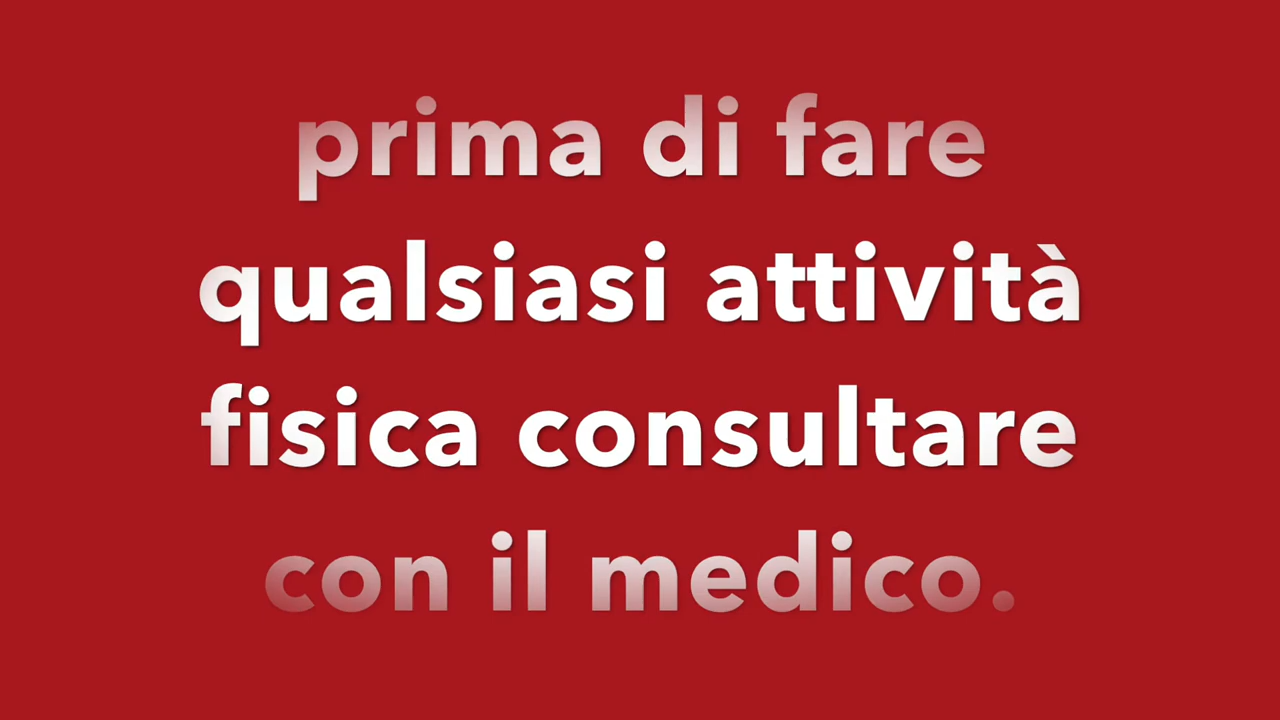 prima di fare
qualsiasi attività
fisica consultare
con il medico.